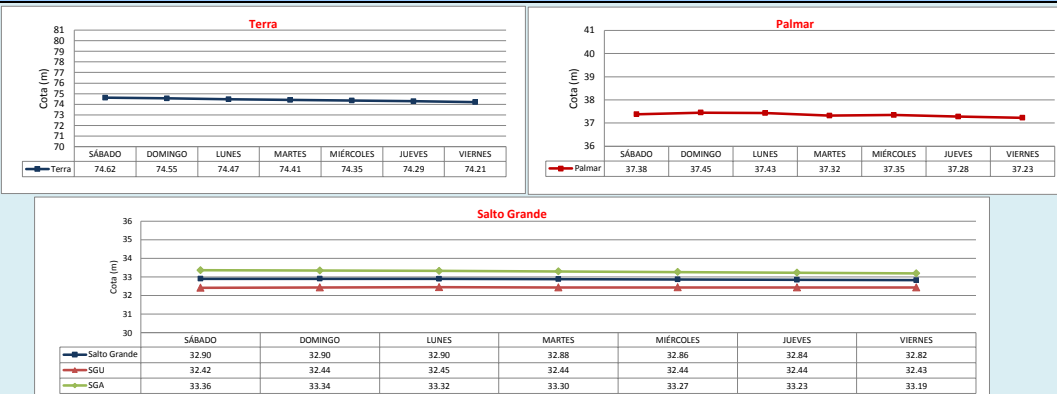 Terra
Cota (m)
81
80
79
78
77
76
75
74
73
72
71
70
SÁBADO DOMINGO LUNES MARTES MIÉRCOLES JUEVES VIERNES
Terra 74.62 74.55 74.47 74.41 74.35 74.29 74.21
Palmar
Cota (m)
41
40
39
38
37
36
SÁBADO DOMINGO LUNES MARTES MIÉRCOLES JUEVES VIERNES
Palmar 37.38 37.45 37.43 37.32 37.35 37.28 37.23
Salto Grande
Cota (m)
36
35
34
33
32
31
30
SÁBADO DOMINGO LUNES MARTES MIÉRCOLES JUEVES VIERNES
Salto Grande 32.90 32.90 32.90 32.88 32.86 32.84 32.82
SGU 32.42 32.44 32.45 32.44 32.44 32.44 32.43
SGA 33.36 33.34 33.32 33.30 33.27 33.23 33.19